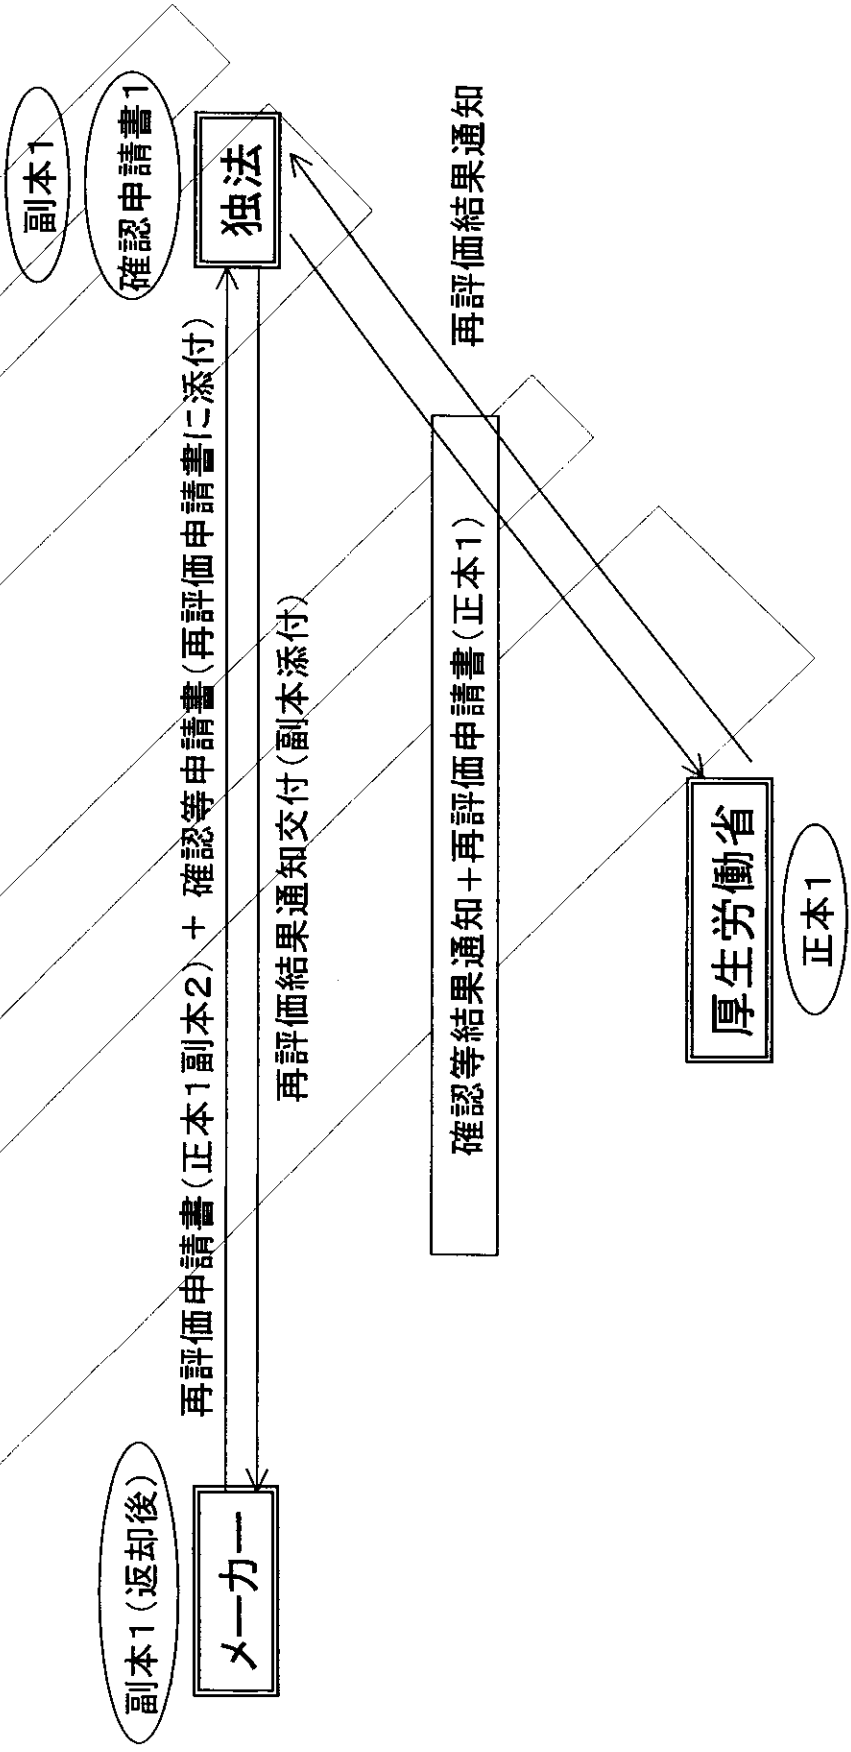 副本1
確認申請書1
独法
再評価申請書(正本1副本2) + 確認等申請書(再評価申請書に添付)
再評価結果通知交付(副本添付)
副本1(返却後)
メーカー
確認等結果通知+再評価申請書(正本1)
再評価結果通知
厚生労働省
正本1